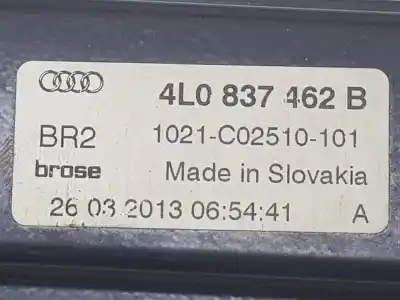 4L0 837 462 B
BR2 1021-C02510-101
brose Made in Slovakia
26 03 2013 06:54:41 A